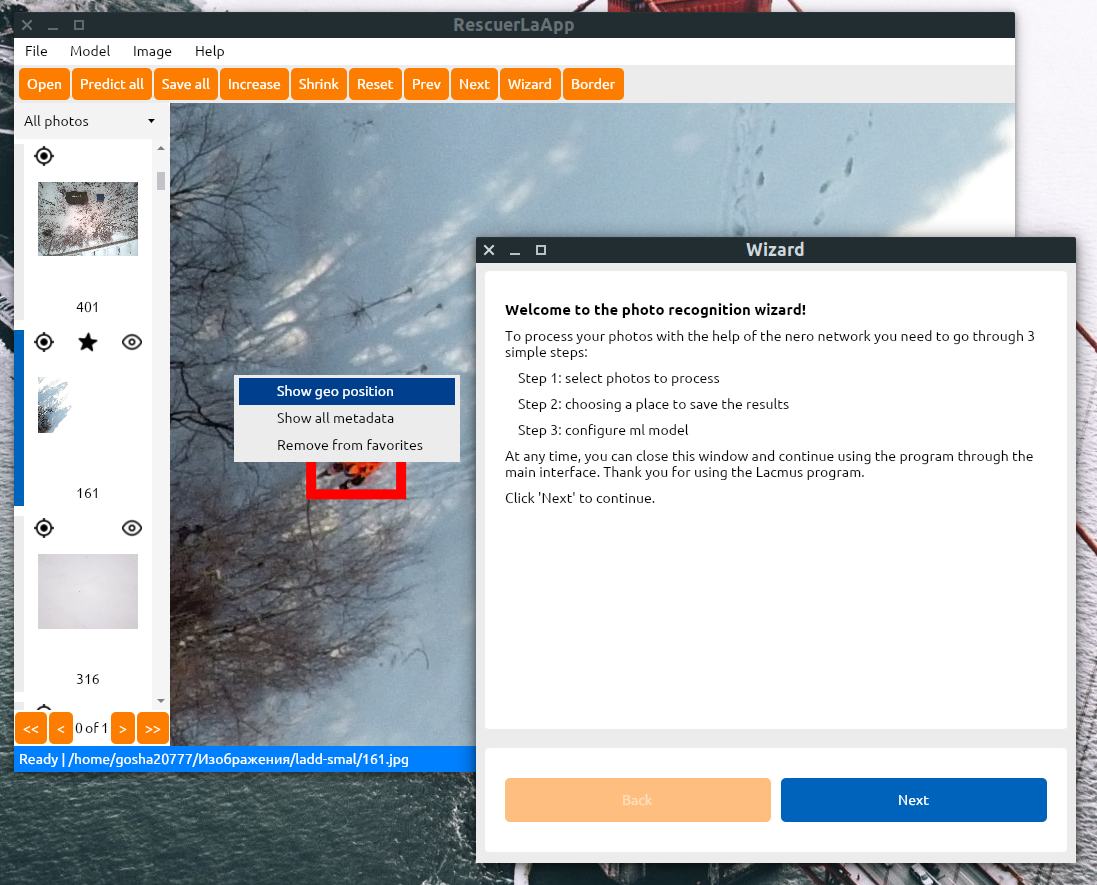 RescuerLaApp
File Model Image Help
Open Predict all Save all Increase Shrink Reset Prev Next Wizard Border
All photos
401
161
316
<< < 0 of 1 > >>
Ready | /home/gosha20777/Изображения/ladd-smal/161.jpg
Show geo position
Show all metadata
Remove from favorites
Wizard
Welcome to the photo recognition wizard!
To process your photos with the help of the nero network you need to go through 3
simple steps:
Step 1: select photos to process
Step 2: choosing a place to save the results
Step 3: configure ml model
At any time, you can close this window and continue using the program through the
main interface. Thank you for using the Lacmus program.
Click 'Next' to continue.
Back Next